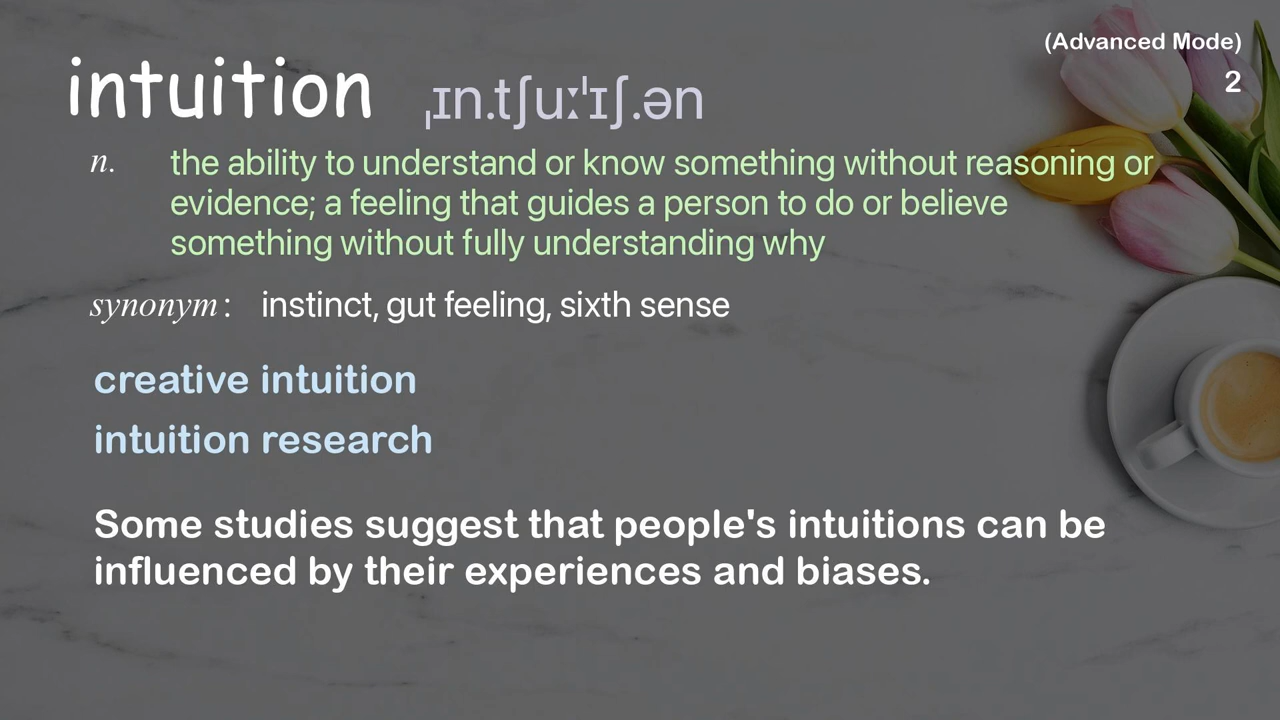 (Advanced Mode)
2
intuition ˌɪn.tʃuːˈɪʃ.ən
n. the ability to understand or know something without reasoning or
evidence; a feeling that guides a person to do or believe
something without fully understanding why
synonym: instinct, gut feeling, sixth sense
creative intuition
intuition research
Some studies suggest that people's intuitions can be
influenced by their experiences and biases.